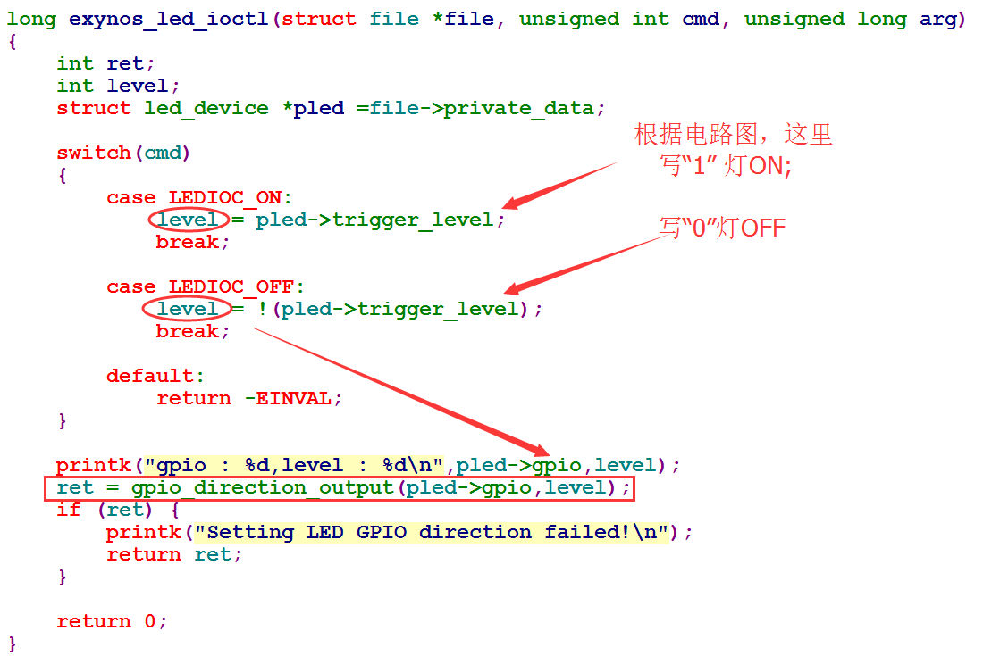 long exynos_led_ioctl(struct file *file, unsigned int cmd, unsigned long arg)
{
    int ret;
    int level;
    struct led_device *pled =file->private_data;
根据电路图，这里
写“1” 灯ON;
    switch(cmd)
    {
        case LEDIOC_ON:
            level = pled->trigger_level;
            break;
写“0”灯OFF
        case LEDIOC_OFF:
            level = !(pled->trigger_level);
            break;
        default:
            return -EINVAL;
    }
    printk("gpio : %d,level : %d\n",pled->gpio,level);
    ret = gpio_direction_output(pled->gpio,level);
    if (ret) {
        printk("Setting LED GPIO direction failed!\n");
        return ret;
    }
    return 0;
}